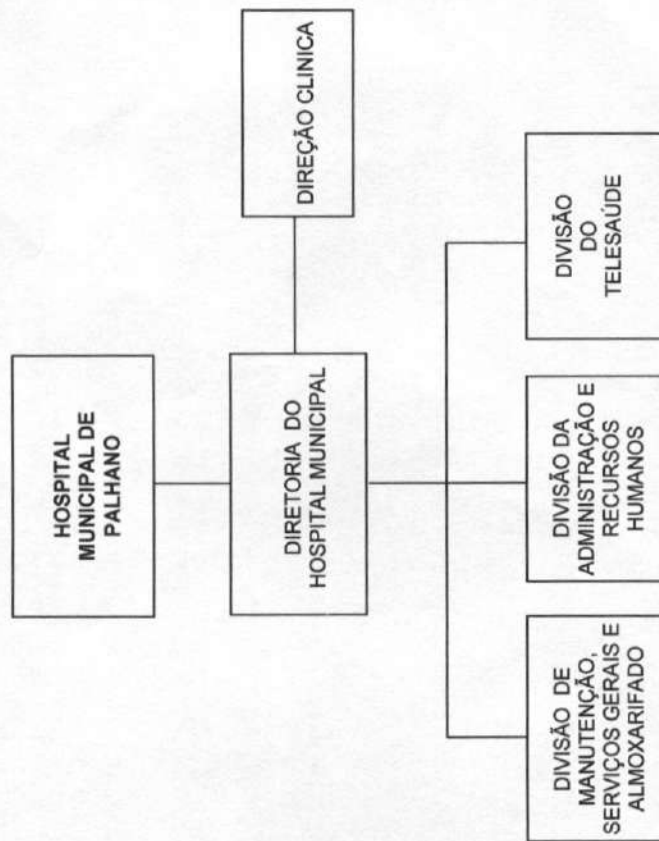 HOSPITAL
MUNICIPAL DE
PALHANO
DIRETORIA DO
HOSPITAL MUNICIPAL
DIREÇÃO CLINICA
DIVISÃO DE
MANUTENÇÃO,
SERVIÇOS GERAIS E
ALMOXARIFADO
DIVISÃO DA
ADMINISTRAÇÃO E
RECURSOS
HUMANOS
DIVISÃO
DO
TELESAÚDE